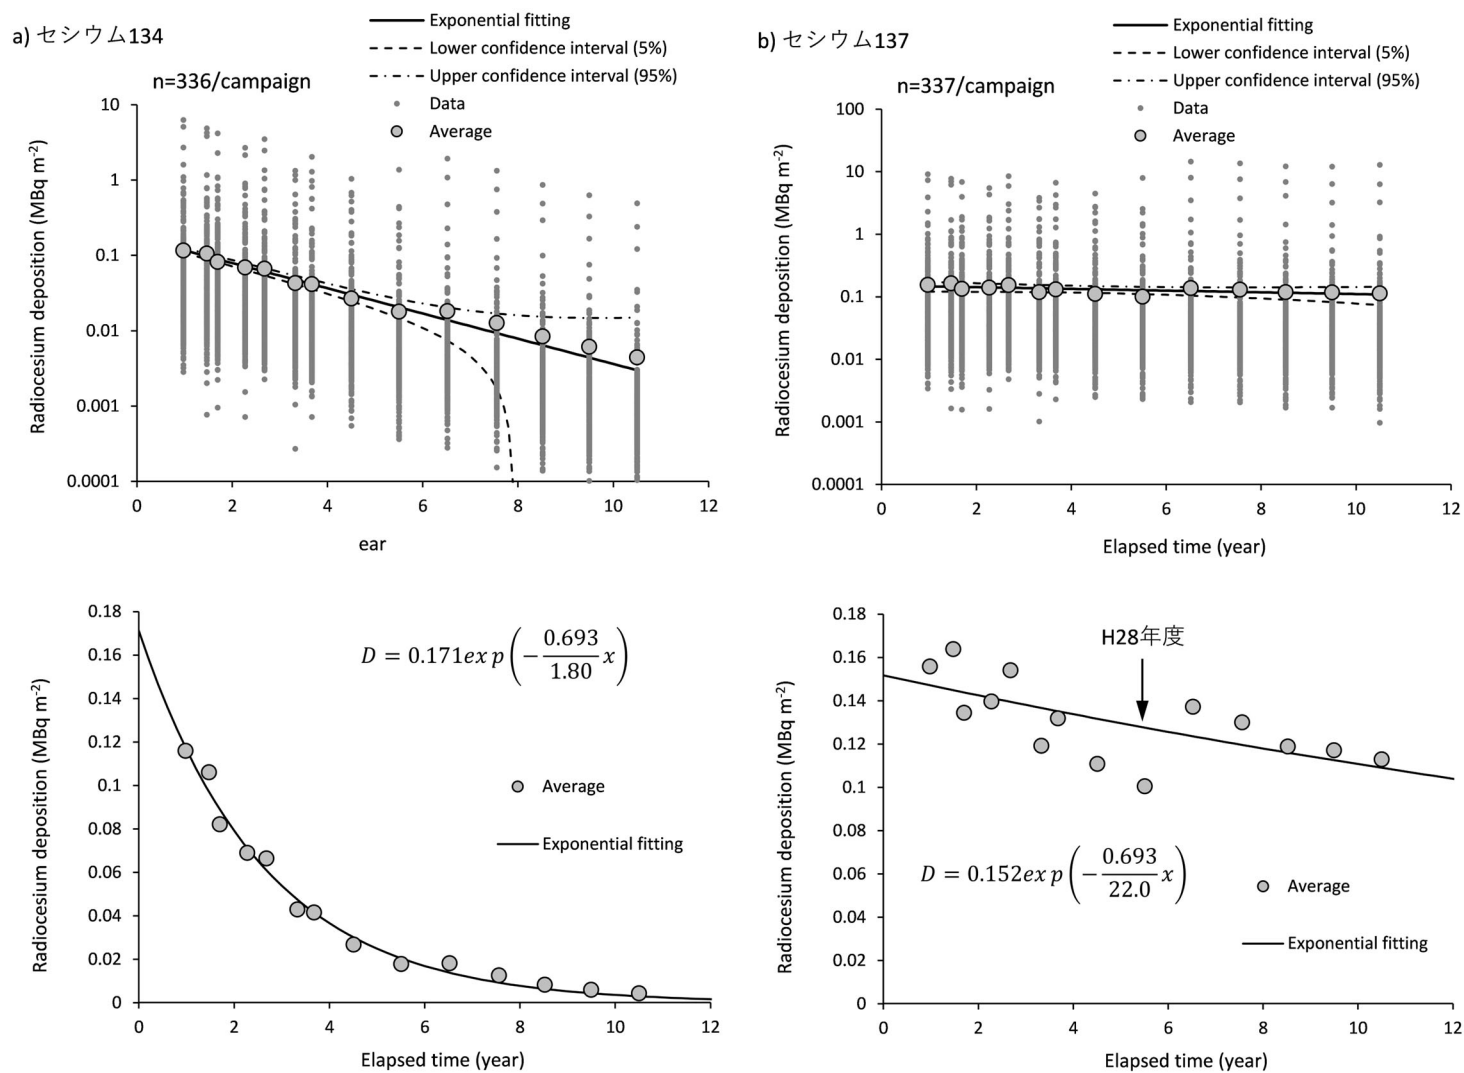 a) セシウム134
Exponential fitting
Lower confidence interval (5%)
Upper confidence interval (95%)
Data
Average
n=336/campaign
10
1
0.1
0.01
0.001
0.0001
0 2 4 6 8 10 12
Radiocesium deposition (MBq m-2)
ear
b) セシウム137
Exponential fitting
Lower confidence interval (5%)
Upper confidence interval (95%)
Data
Average
n=337/campaign
100
10
1
0.1
0.01
0.001
0.0001
0 2 4 6 8 10 12
Radiocesium deposition (MBq m-2)
Elapsed time (year)
0.18
0.16
0.14
0.12
0.1
0.08
0.06
0.04
0.02
0
0 2 4 6 8 10 12
Radiocesium deposition (MBq m-2)
Elapsed time (year)
D = 0.171exp(−0.693/1.80 x)
Average
Exponential fitting
0.18
0.16
0.14
0.12
0.1
0.08
0.06
0.04
0.02
0
0 2 4 6 8 10 12
Radiocesium deposition (MBq m-2)
Elapsed time (year)
H28年度
D = 0.152exp(−0.693/22.0 x)
Average
Exponential fitting